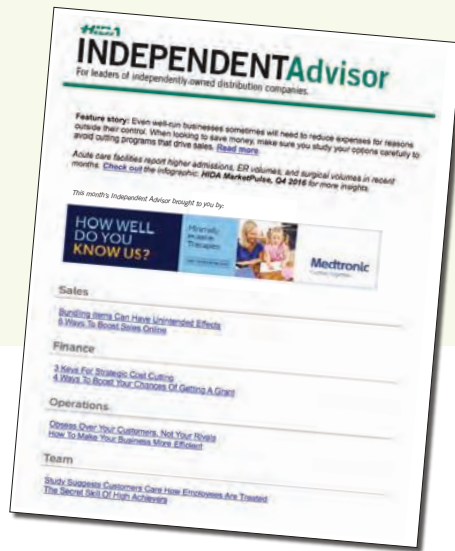 HIDA
INDEPENDENTAdvisor
For leaders of independently-owned distribution companies.
Feature story: Even well-run businesses sometimes will need to reduce expenses for reasons
outside their control. When looking to save money, make sure you study your options carefully to
avoid cutting programs that drive sales. Read more.
Acute care facilities report higher admissions, ER volumes, and surgical volumes in recent
months. Check out the infographic: HIDA MarketPulse, Q4 2016 for more insights.
This month's Independent Advisor brought to you by:
HOW WELL
DO YOU
KNOW US?
Minimally
Invasive
Therapies
Medtronic
Sales
Bundling Items Can Have Unintended Effects
6 Ways To Boost Sales Online
Finance
3 Keys For Strategic Cost Cutting
4 Ways To Boost Your Chances Of Getting A Grant
Operations
Obsess Over Your Customers, Not Your Rivals
How To Make Your Business More Efficient
Team
Study Suggests Customers Care How Employees Are Treated
The Secret Skill Of High Achievers